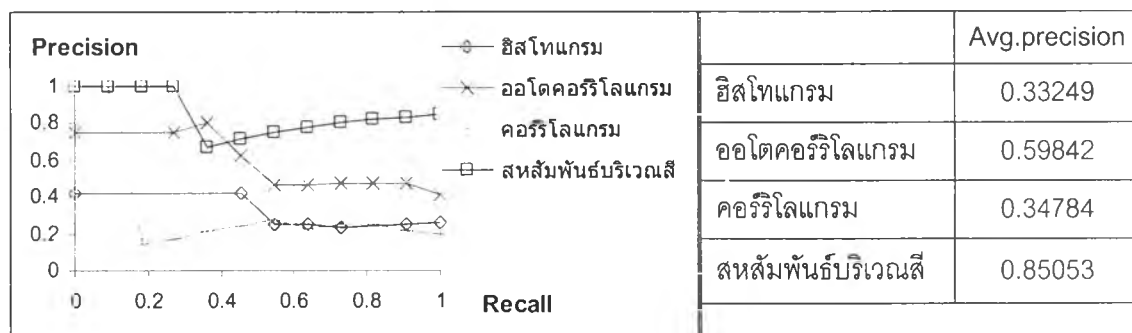 Precision
1
0.8
0.6
0.4
0.2
0
0 0.2 0.4 0.6 0.8 1
Recall
ฮิสโทแกรม
ออโตคอร์ริโลแกรม
คอร์ริโลแกรม
สหสัมพันธ์บริเวณสี
Avg.precision
ฮิสโทแกรม 0.33249
ออโตคอร์ริโลแกรม 0.59842
คอร์ริโลแกรม 0.34784
สหสัมพันธ์บริเวณสี 0.85053